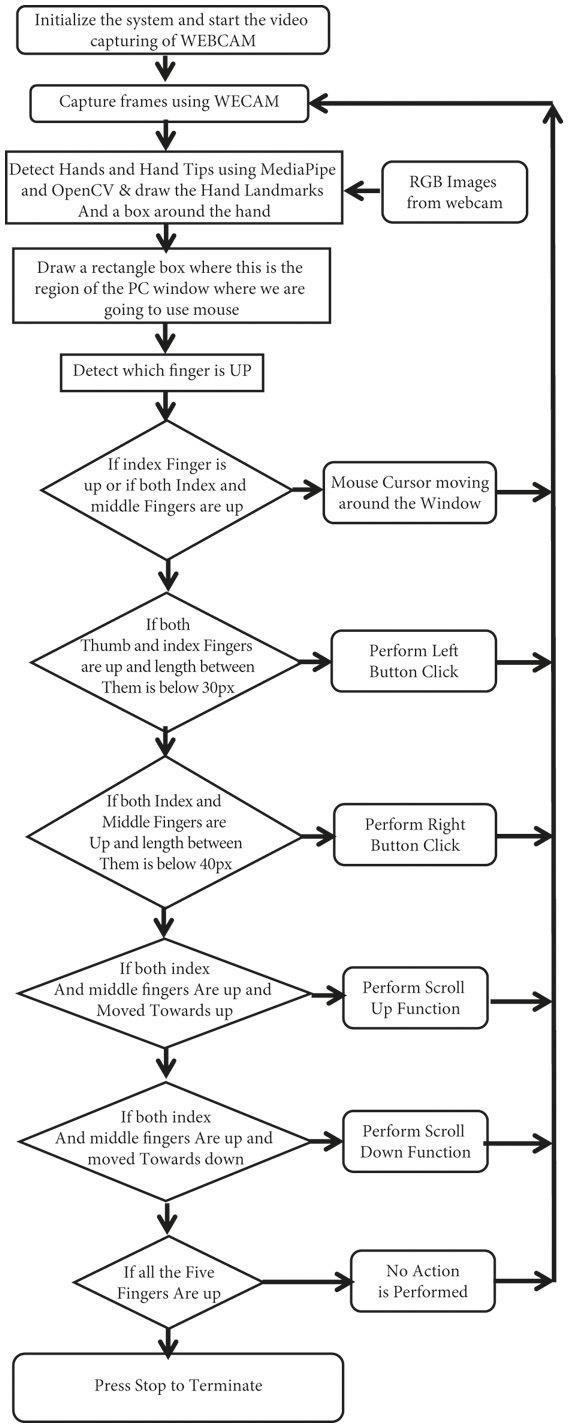 Initialize the system and start the video
capturing of WEBCAM
Capture frames using WECAM
Detect Hands and Hand Tips using MediaPipe
and OpenCV & draw the Hand Landmarks
And a box around the hand
RGB Images
from webcam
Draw a rectangle box where this is the
region of the PC window where we are
going to use mouse
Detect which finger is UP
If index Finger is
up or if both Index and
middle Fingers are up
Mouse Cursor moving
around the Window
If both
Thumb and index Fingers
are up and length between
Them is below 30px
Perform Left
Button Click
If both Index and
Middle Fingers are
Up and length between
Them is below 40px
Perform Right
Button Click
If both index
And middle fingers Are up and
Moved Towards up
Perform Scroll
Up Function
If both index
And middle fingers Are up and
moved Towards down
Perform Scroll
Down Function
If all the Five
Fingers Are up
No Action
is Performed
Press Stop to Terminate